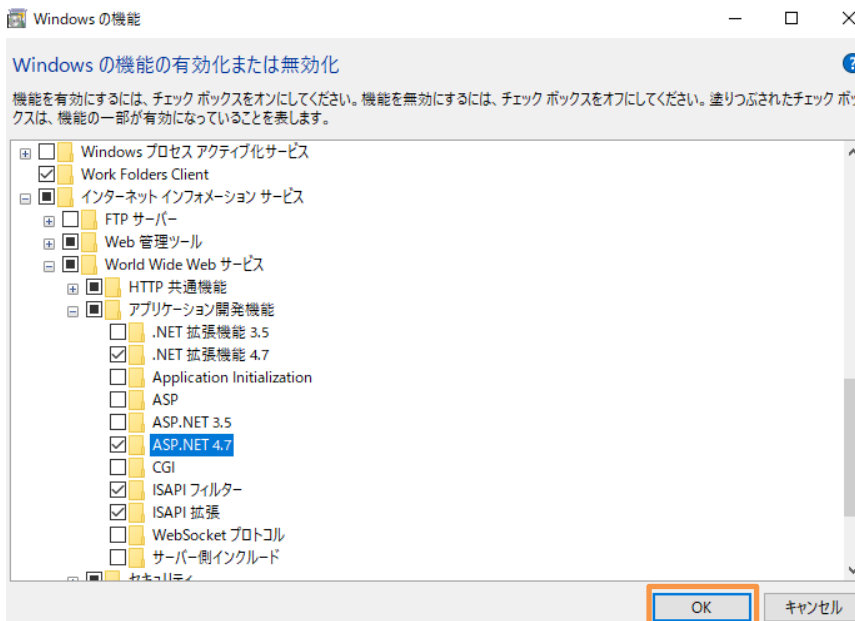 Windows の機能
Windows の機能の有効化または無効化
機能を有効にするには、チェック ボックスをオンにしてください。機能を無効にするには、チェック ボックスをオフにしてください。塗りつぶされたチェック ボッ
クスは、機能の一部が有効になっていることを表します。
Windows プロセス アクティブ化サービス
Work Folders Client
インターネット インフォメーション サービス
FTP サーバー
Web 管理ツール
World Wide Web サービス
HTTP 共通機能
アプリケーション開発機能
.NET 拡張機能 3.5
.NET 拡張機能 4.7
Application Initialization
ASP
ASP.NET 3.5
ASP.NET 4.7
CGI
ISAPI フィルター
ISAPI 拡張
WebSocket プロトコル
サーバー側インクルード
セキュリティ
OK
キャンセル